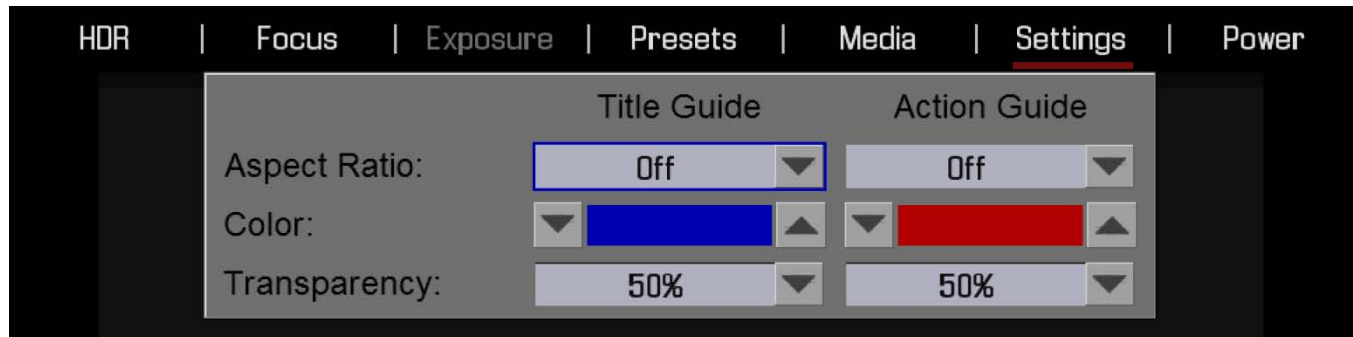 HDR | Focus | Exposure | Presets | Media | Settings | Power
Title Guide Action Guide
Aspect Ratio: Off Off
Color:
Transparency: 50% 50%